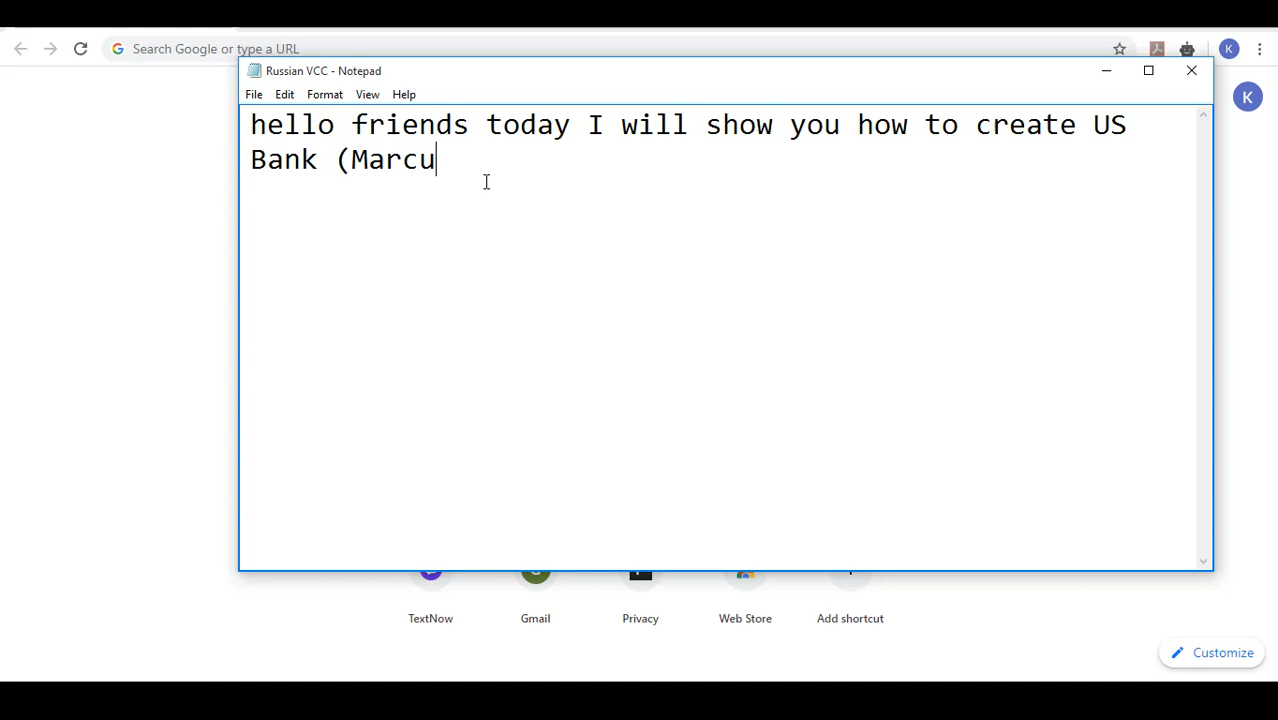 Search Google or type a URL
K
Russian VCC - Notepad
File Edit Format View Help
K
hello friends today I will show you how to create US
Bank (Marcu
TextNow Gmail Privacy Web Store Add shortcut
Customize